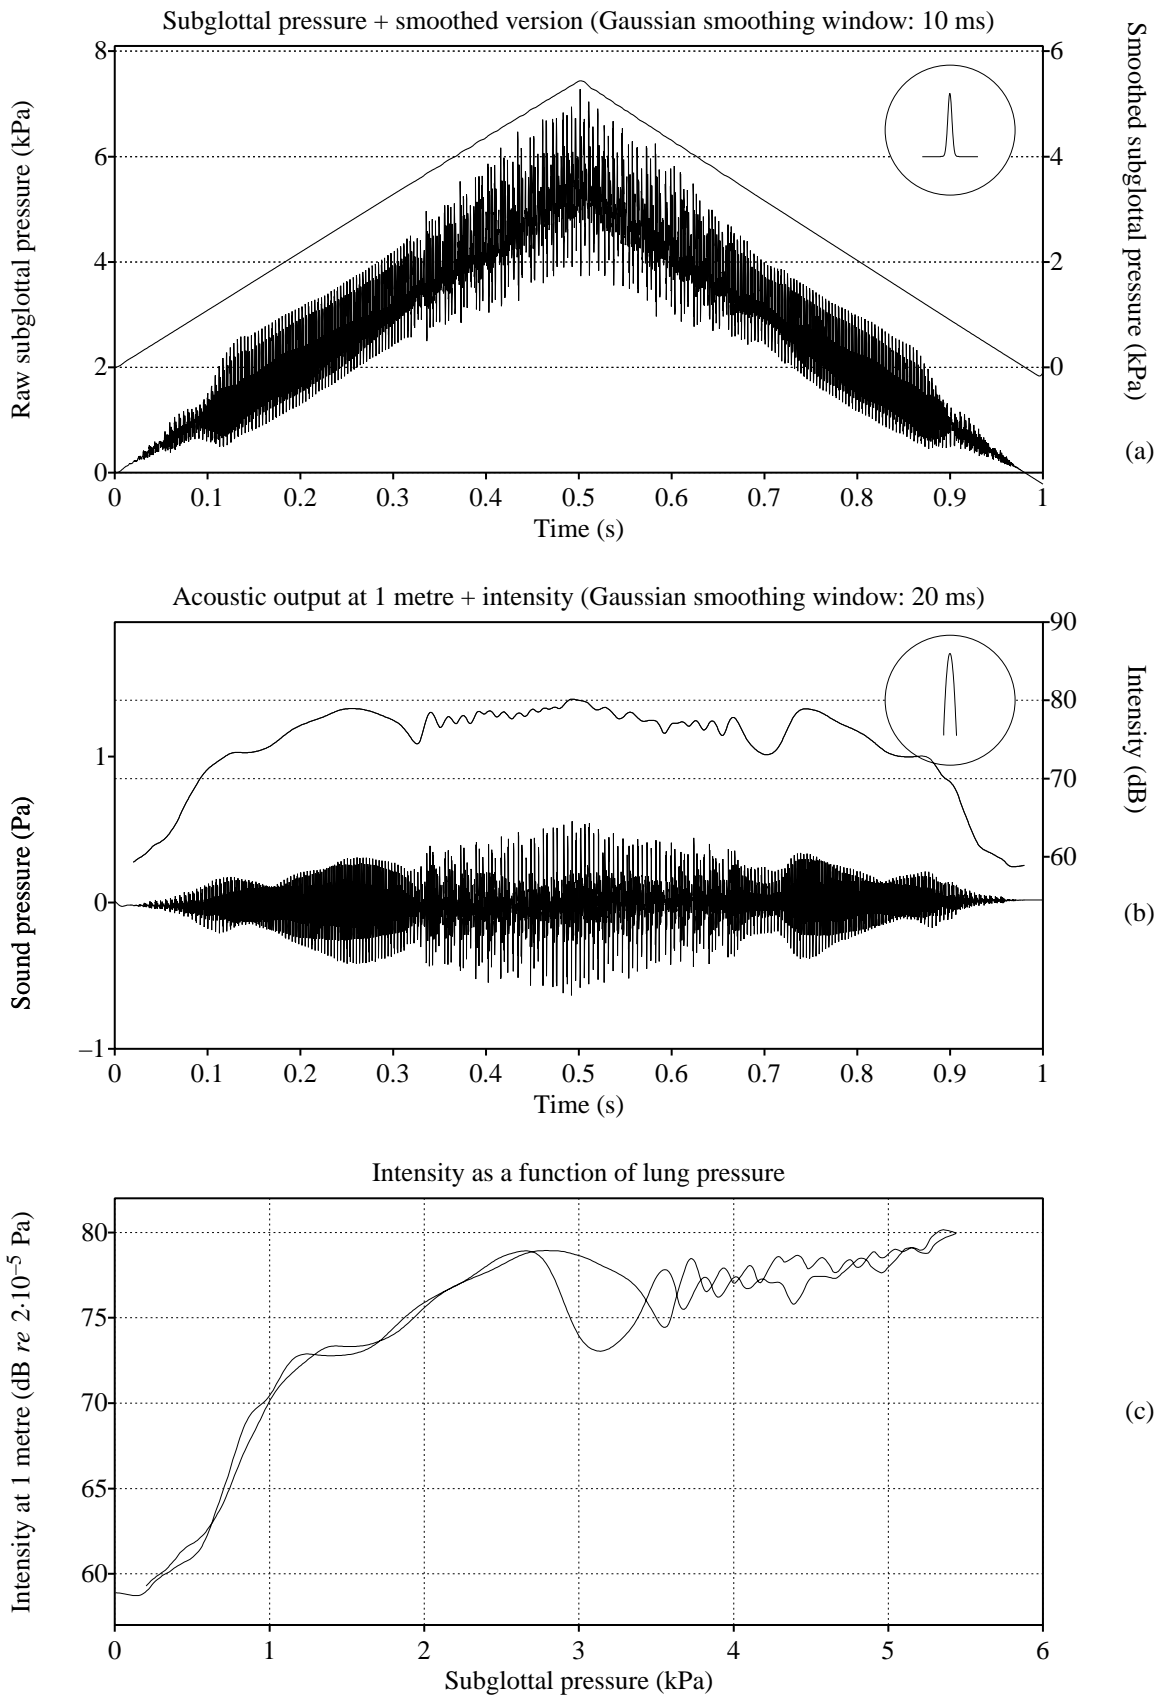 Subglottal pressure + smoothed version (Gaussian smoothing window: 10 ms)
Raw subglottal pressure (kPa)
8
6
4
2
0
6
4
2
0
Smoothed subglottal pressure (kPa)
(a)
0 0.1 0.2 0.3 0.4 0.5 0.6 0.7 0.8 0.9 1
Time (s)
Acoustic output at 1 metre + intensity (Gaussian smoothing window: 20 ms)
Sound pressure (Pa)
1
0
–1
90
80
70
60
Intensity (dB)
(b)
0 0.1 0.2 0.3 0.4 0.5 0.6 0.7 0.8 0.9 1
Time (s)
Intensity as a function of lung pressure
Intensity at 1 metre (dB re 2·10⁻⁵ Pa)
80
75
70
65
60
(c)
0 1 2 3 4 5 6
Subglottal pressure (kPa)